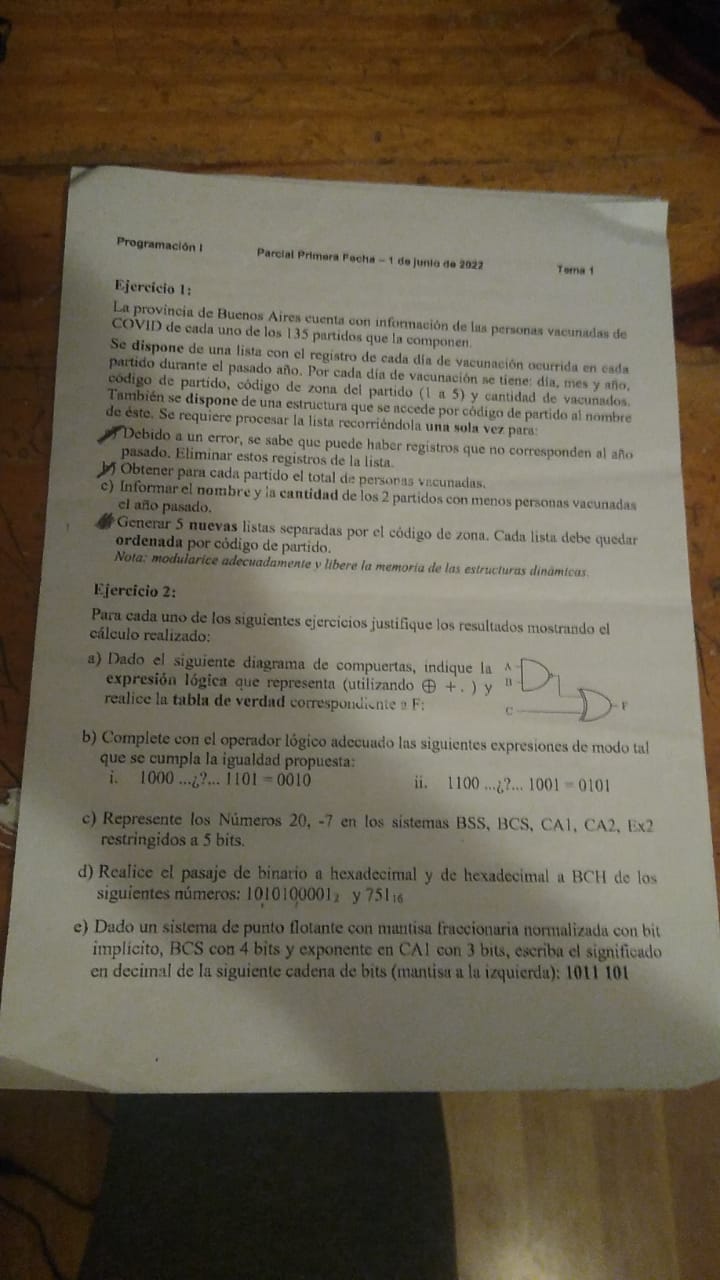 Programación I Parcial Primera Fecha – 1 de junio de 2022 Tema 1
Ejercicio 1:
La provincia de Buenos Aires cuenta con información de las personas vacunadas de
COVID de cada uno de los 135 partidos que la componen.
Se dispone de una lista con el registro de cada día de vacunación ocurrida en cada
partido durante el pasado año. Por cada día de vacunación se tiene: día, mes y año,
código de partido, código de zona del partido (1 a 5) y cantidad de vacunados.
También se dispone de una estructura que se accede por código de partido al nombre
de éste. Se requiere procesar la lista recorriéndola una sola vez para:
Debido a un error, se sabe que puede haber registros que no corresponden al año
pasado. Eliminar estos registros de la lista.
b) Obtener para cada partido el total de personas vacunadas.
c) Informar el nombre y la cantidad de los 2 partidos con menos personas vacunadas
el año pasado.
Generar 5 nuevas listas separadas por el código de zona. Cada lista debe quedar
ordenada por código de partido.
Nota: modularice adecuadamente y libere la memoria de las estructuras dinámicas.
Ejercicio 2:
Para cada uno de los siguientes ejercicios justifique los resultados mostrando el
cálculo realizado:
a) Dado el siguiente diagrama de compuertas, indique la
expresión lógica que representa (utilizando ⊕ + . ) y
realice la tabla de verdad correspondiente a F:
A
B
C
F
b) Complete con el operador lógico adecuado las siguientes expresiones de modo tal
que se cumpla la igualdad propuesta:
i. 1000 ...¿?... 1101 = 0010 ii. 1100 ...¿?... 1001 = 0101
c) Represente los Números 20, -7 en los sistemas BSS, BCS, CA1, CA2, Ex2
restringidos a 5 bits.
d) Realice el pasaje de binario a hexadecimal y de hexadecimal a BCH de los
siguientes números: 1010100001₂ y 751₁₆
e) Dado un sistema de punto flotante con mantisa fraccionaria normalizada con bit
implícito, BCS con 4 bits y exponente en CA1 con 3 bits, escriba el significado
en decimal de la siguiente cadena de bits (mantisa a la izquierda): 1011 101